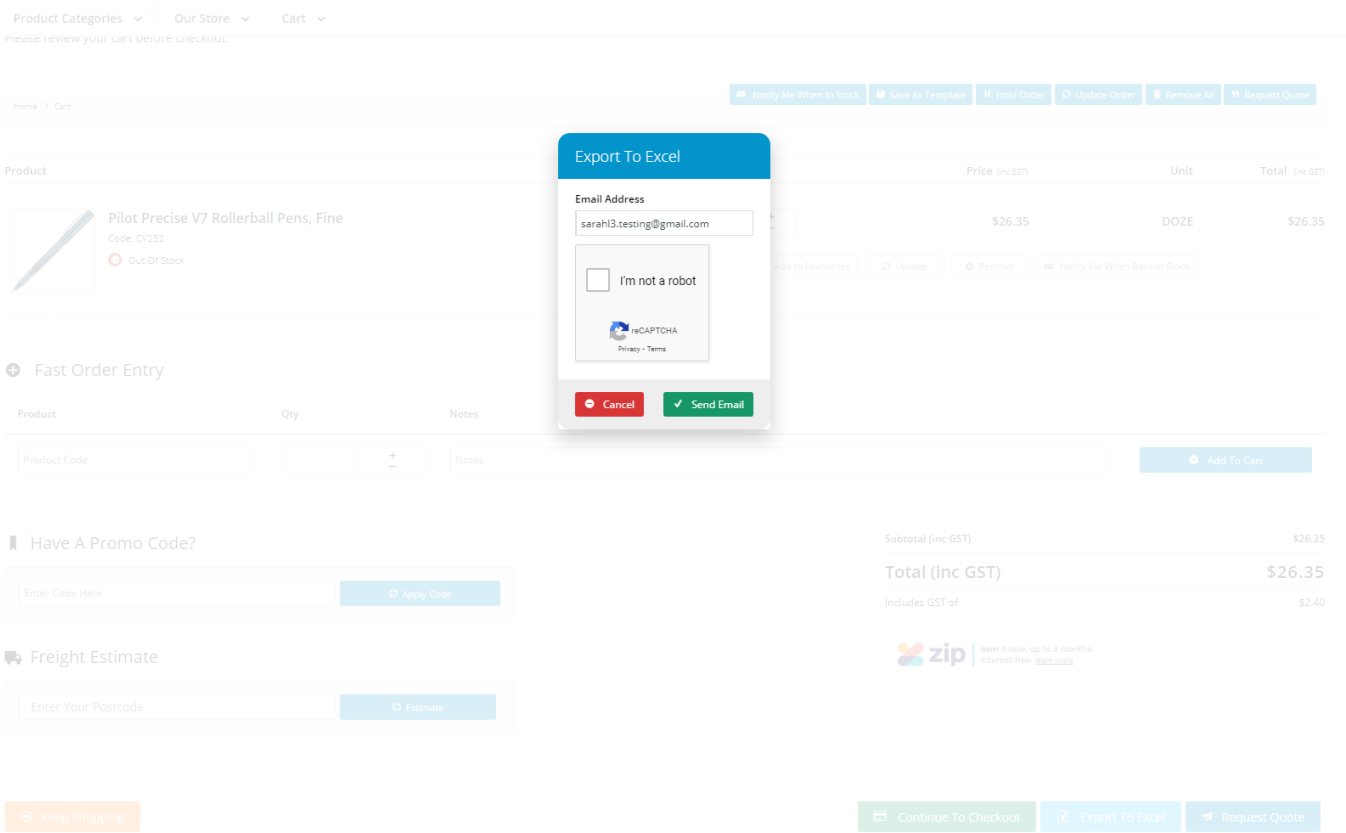 Product Categories Our Store Cart
Please review your cart before checkout.
Home Cart
Notify Me When In Stock Save As Template Hold Order Update Order Remove All Request Quote
Export To Excel
Product Price (inc GST) Unit Total (inc GST)
Email Address
sarahl3.testing@gmail.com
Pilot Precise V7 Rollerball Pens, Fine $26.35 DOZE $26.35
Code: CV252
Out Of Stock
Add to Favourites Update Remove Notify Me When Back In Stock
I'm not a robot
reCAPTCHA
Privacy - Terms
Cancel Send Email
Fast Order Entry
Product Qty Notes
Product Code + − Notes Add To Cart
Have A Promo Code?
Enter Code Here Apply Code
Subtotal (inc GST) $26.35
Total (inc GST) $26.35
Includes GST of $2.40
Freight Estimate
Enter Your Postcode Estimate
zip own it now, up to 3 months
interest free learn more
Keep Shopping Continue To Checkout Export To Excel Request Quote